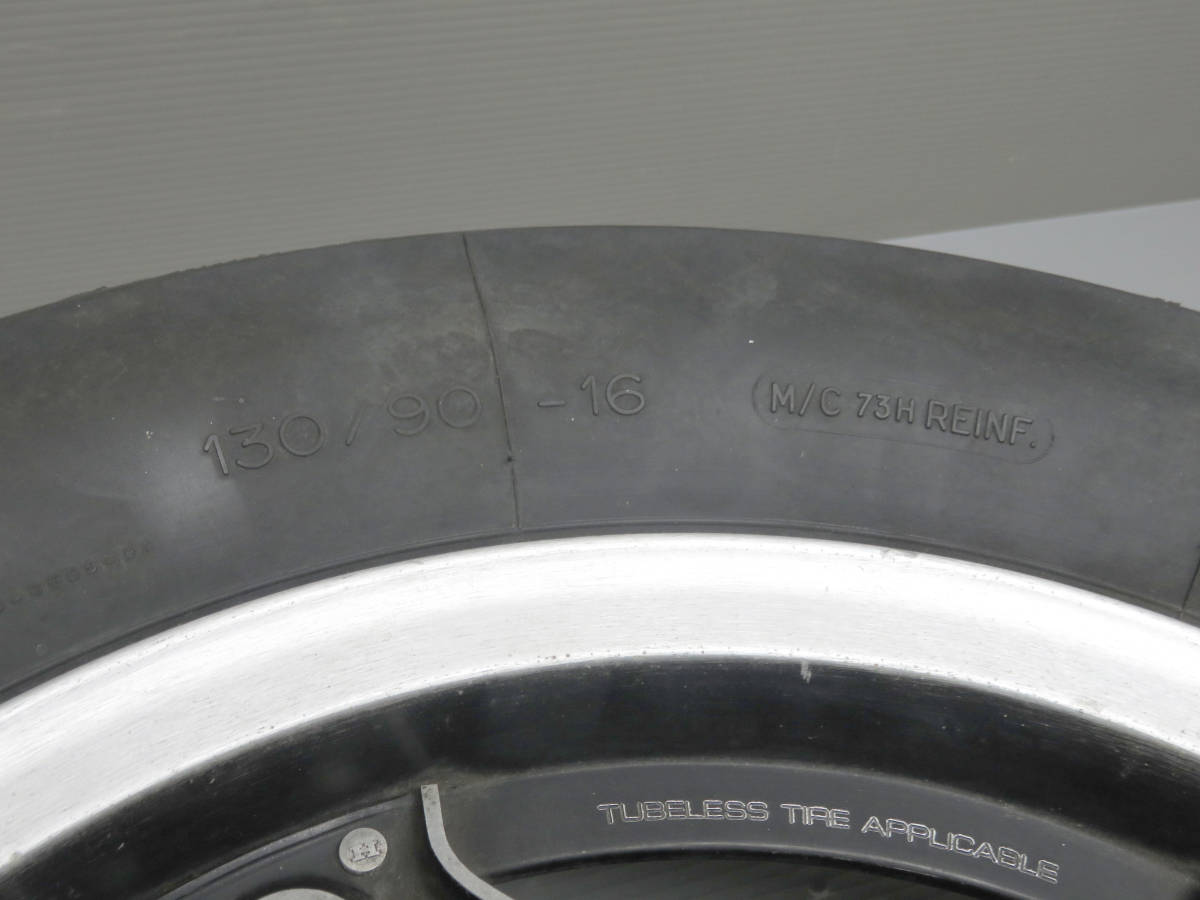 130/90 -16
M/C 73H REINF.
TUBELESS TIRE APPLICABLE
H